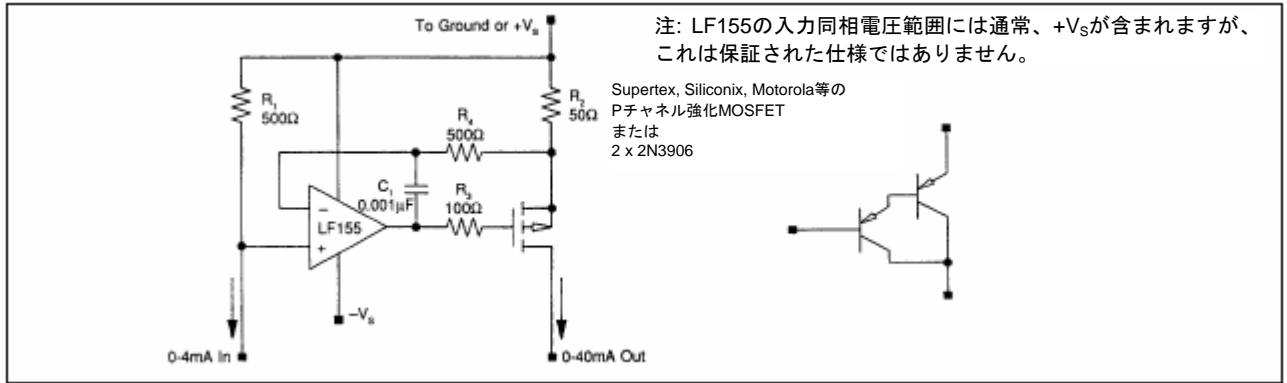 To Ground or +Vs
注: LF155の入力同相電圧範囲には通常、+VSが含まれますが、
これは保証された仕様ではありません。
Supertex, Siliconix, Motorola等の
Pチャネル強化MOSFET
または
2 x 2N3906
R1
500Ω
R2
50Ω
R4
500Ω
C1
0.001μF
R3
100Ω
−
LF155
+
–Vs
0-4mA In
0-40mA Out